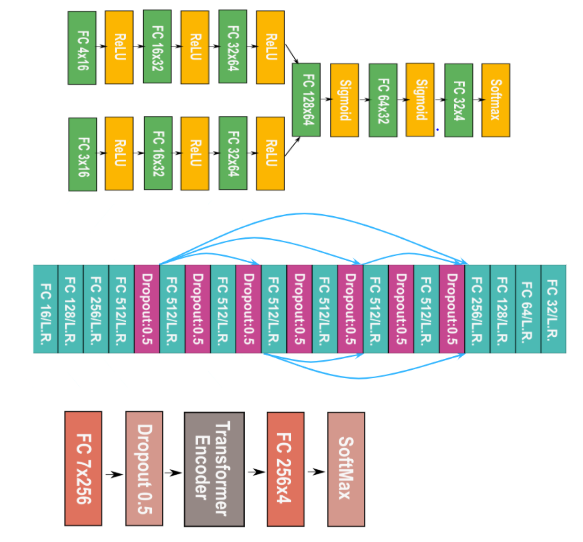 FC 4x16
ReLU
FC 16x32
ReLU
FC 32x64
ReLU
FC 3x16
ReLU
FC 16x32
ReLU
FC 32x64
ReLU
FC 128x64
Sigmoid
FC 64x32
Sigmoid
FC 32x4
Softmax
FC 16/L.R.
FC 128/L.R.
FC 256/L.R.
FC 512/L.R.
Dropout:0.5
FC 512/L.R.
Dropout:0.5
FC 512/L.R.
Dropout:0.5
FC 512/L.R.
Dropout:0.5
FC 512/L.R.
Dropout:0.5
FC 512/L.R.
Dropout:0.5
FC 512/L.R.
Dropout:0.5
FC 256/L.R.
FC 128/L.R.
FC 64/L.R.
FC 32/L.R.
FC 7x256
Dropout 0.5
Transformer
Encoder
FC 256x4
SoftMax